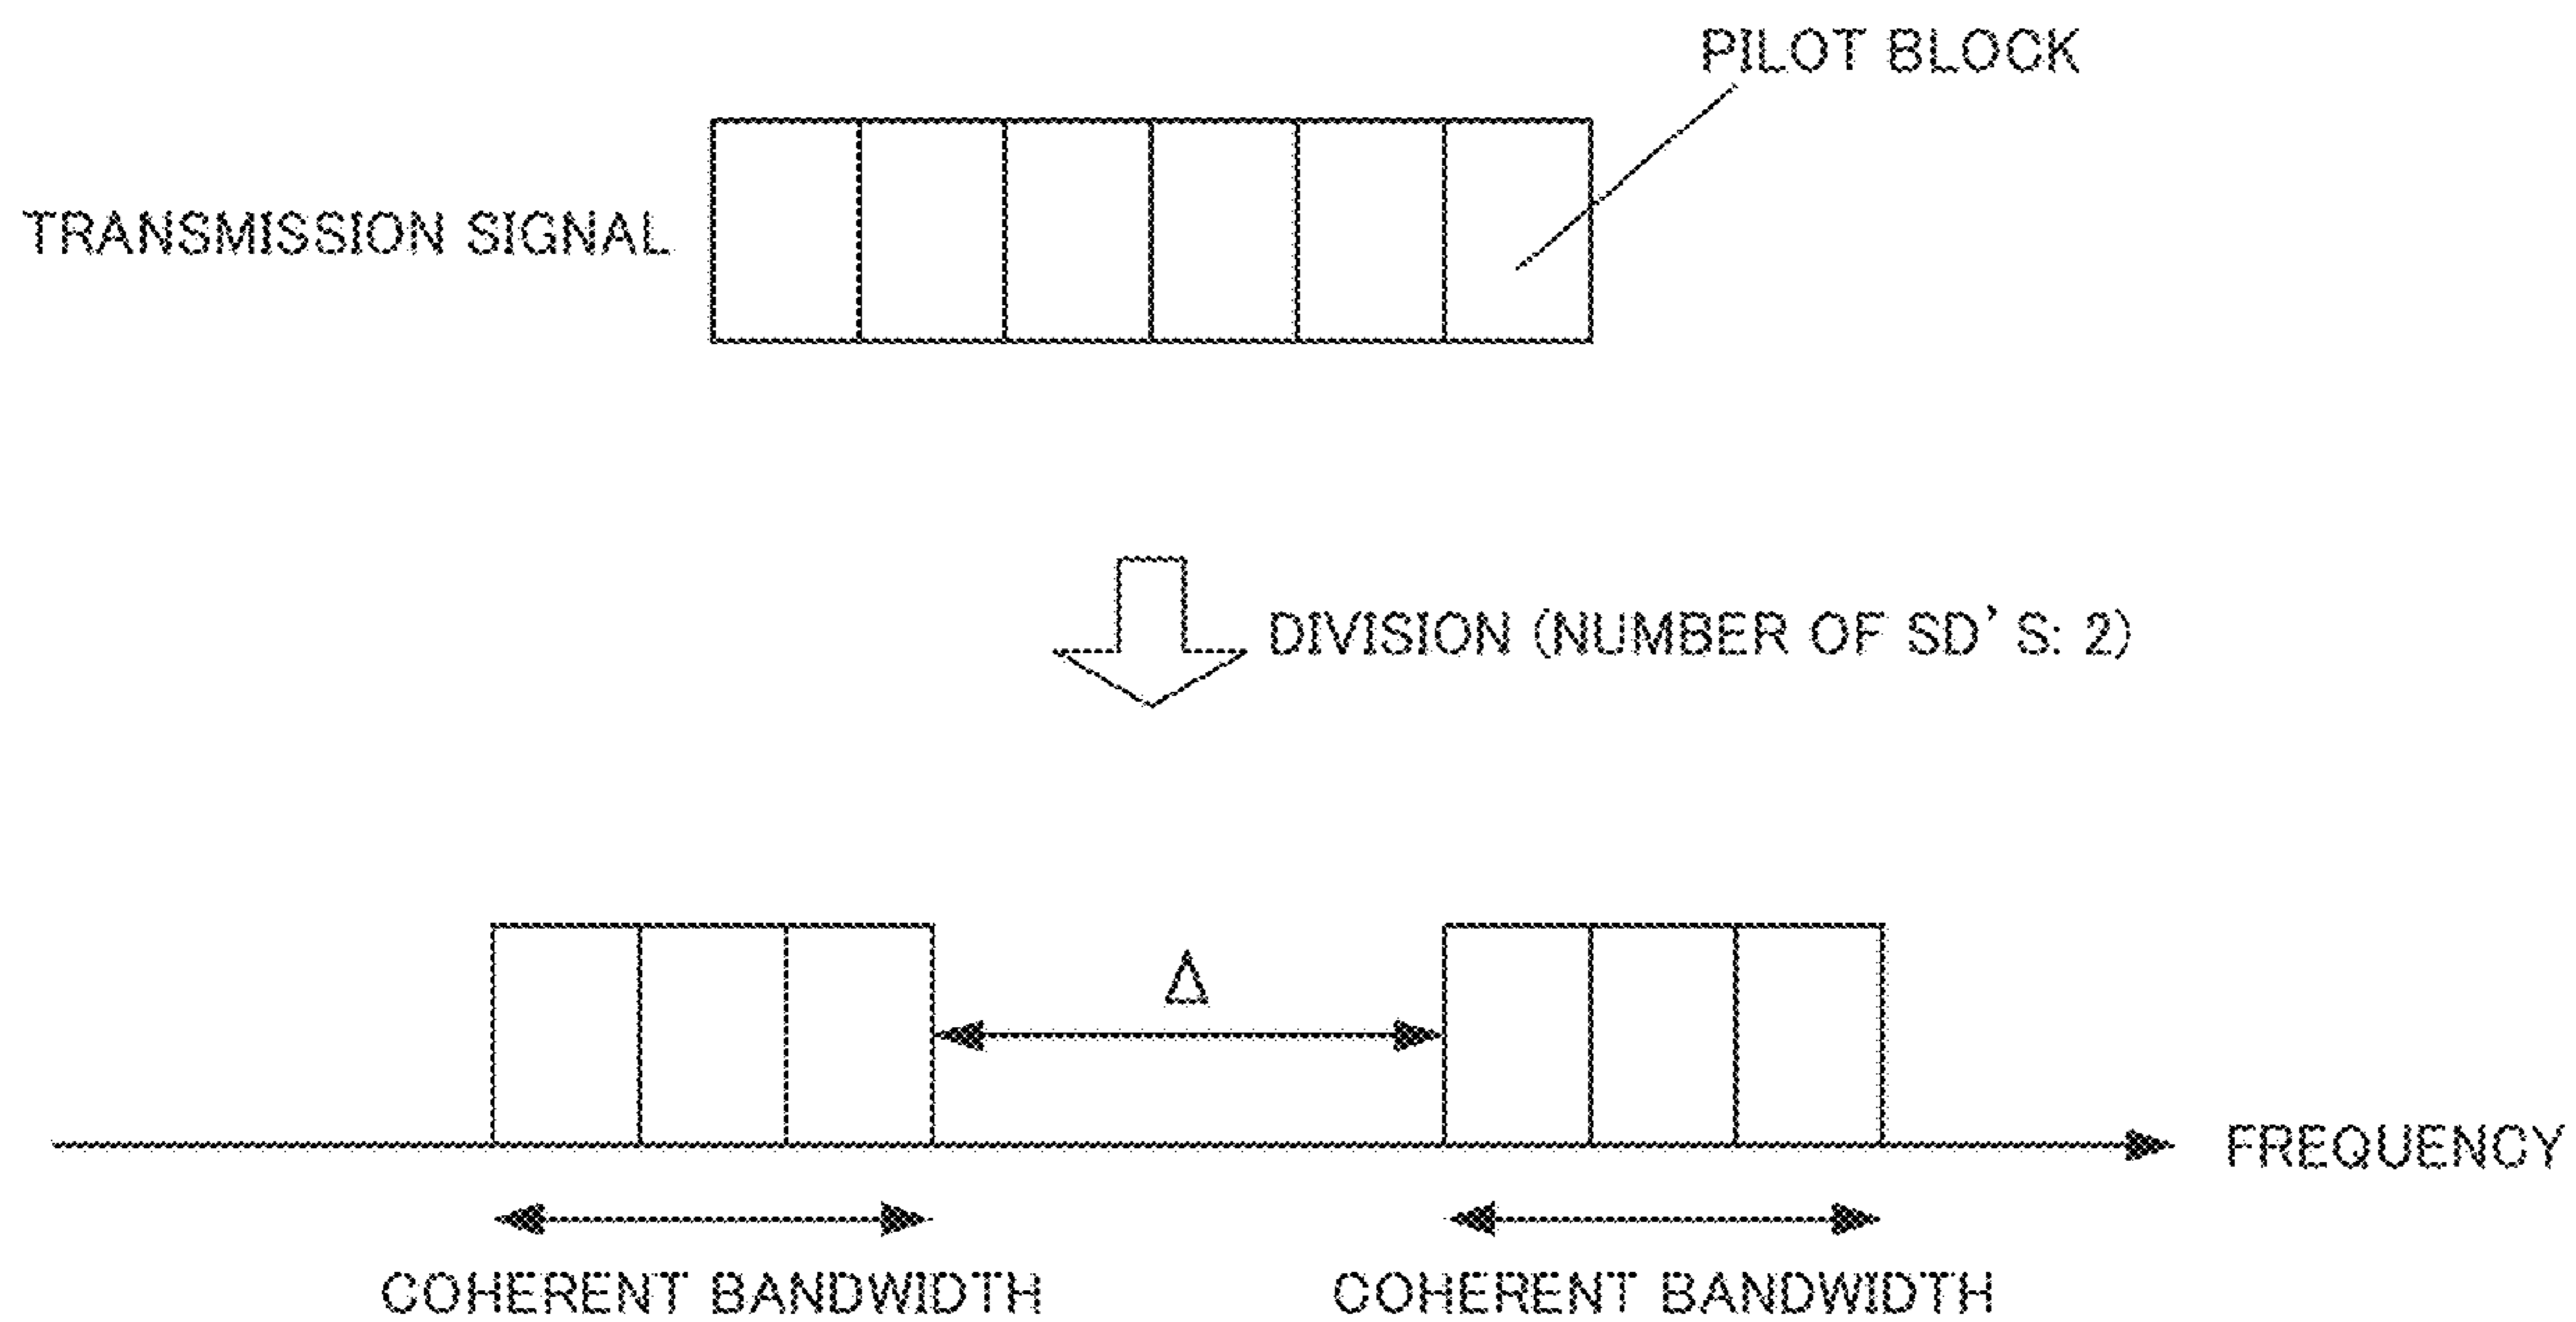 PILOT BLOCK
TRANSMISSION SIGNAL
DIVISION (NUMBER OF SD'S: 2)
Δ
FREQUENCY
COHERENT BANDWIDTH
COHERENT BANDWIDTH